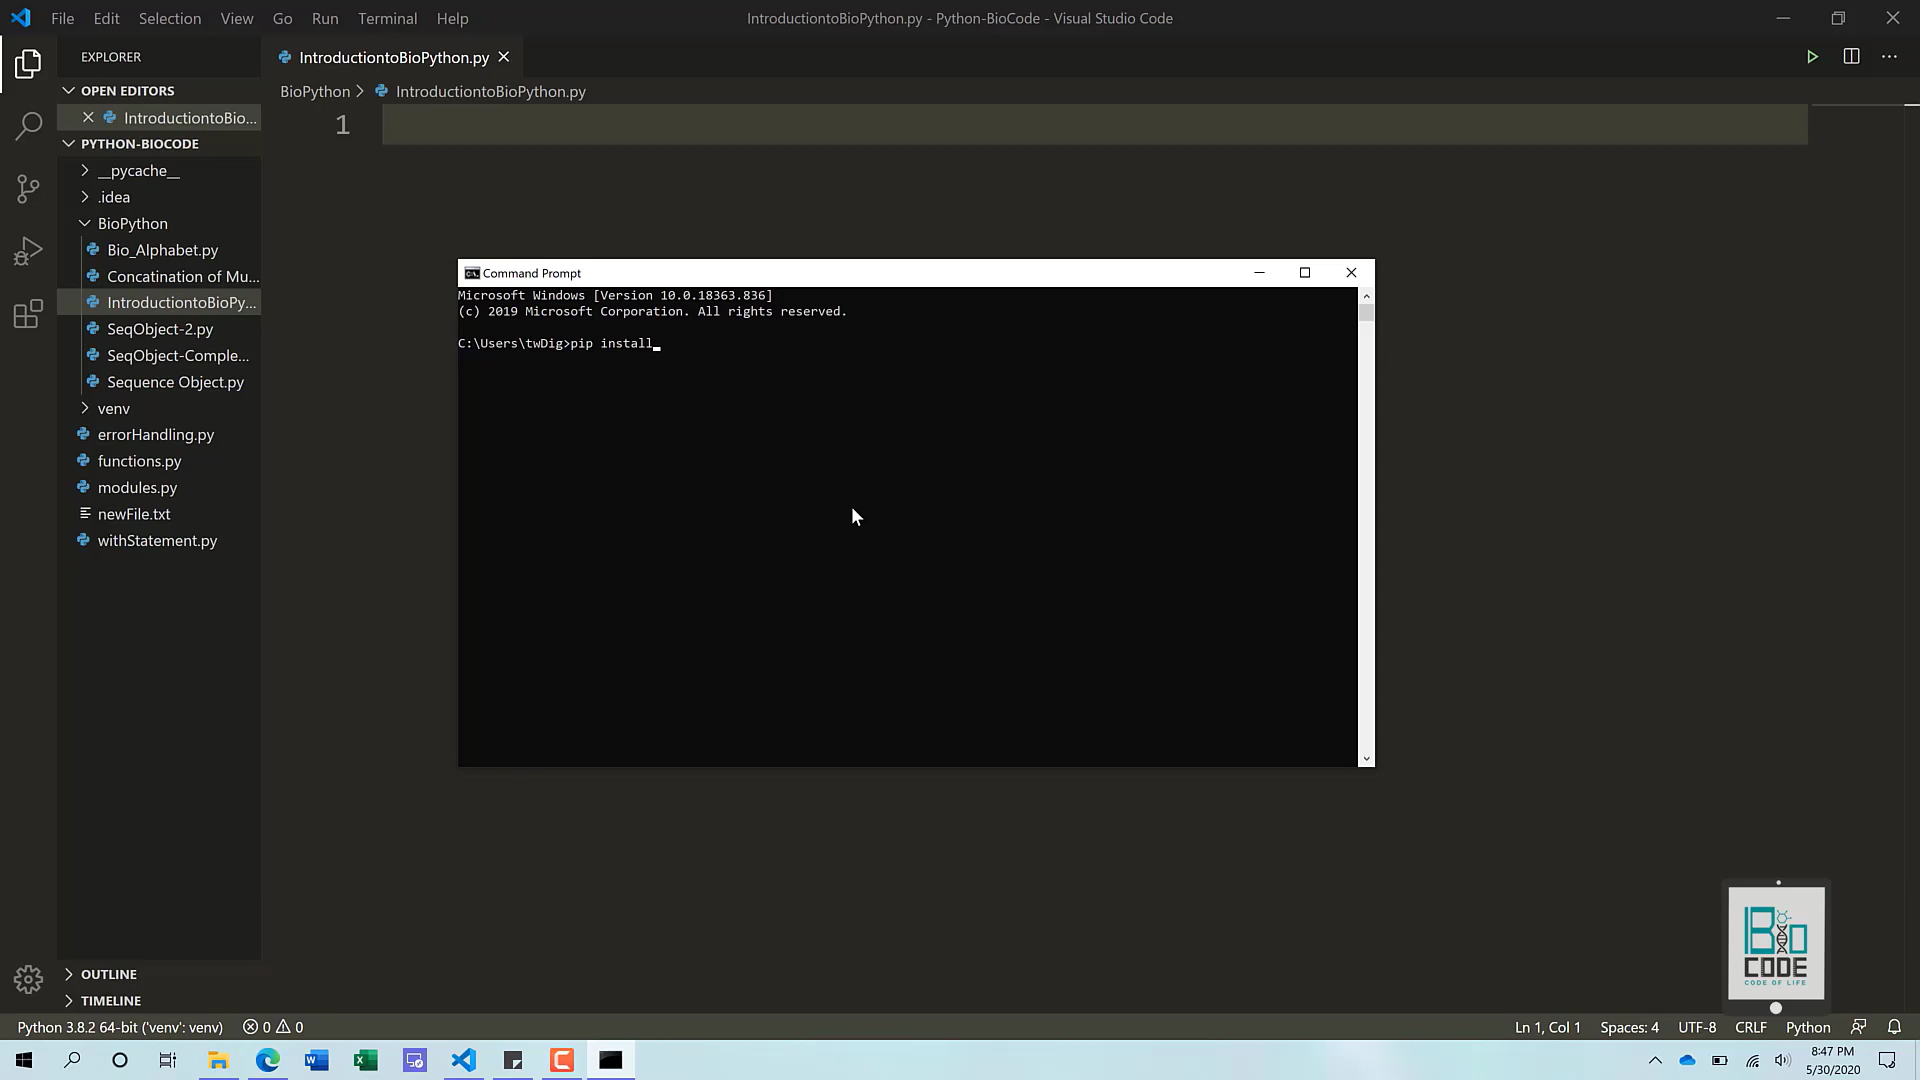 File Edit Selection View Go Run Terminal Help
IntroductiontoBioPython.py - Python-BioCode - Visual Studio Code
EXPLORER
IntroductiontoBioPython.py
OPEN EDITORS
BioPython > IntroductiontoBioPython.py
IntroductiontoBio...
1
PYTHON-BIOCODE
__pycache__
.idea
BioPython
Bio_Alphabet.py
Concatination of Mu...
IntroductiontoBioPy...
SeqObject-2.py
SeqObject-Comple...
Sequence Object.py
venv
errorHandling.py
functions.py
modules.py
newFile.txt
withStatement.py
Command Prompt
Microsoft Windows [Version 10.0.18363.836]
(c) 2019 Microsoft Corporation. All rights reserved.
C:\Users\twDig>pip install_
BIO
CODE
CODE OF LIFE
OUTLINE
TIMELINE
Python 3.8.2 64-bit ('venv': venv) 0 0
Ln 1, Col 1 Spaces: 4 UTF-8 CRLF Python
8:47 PM
5/30/2020